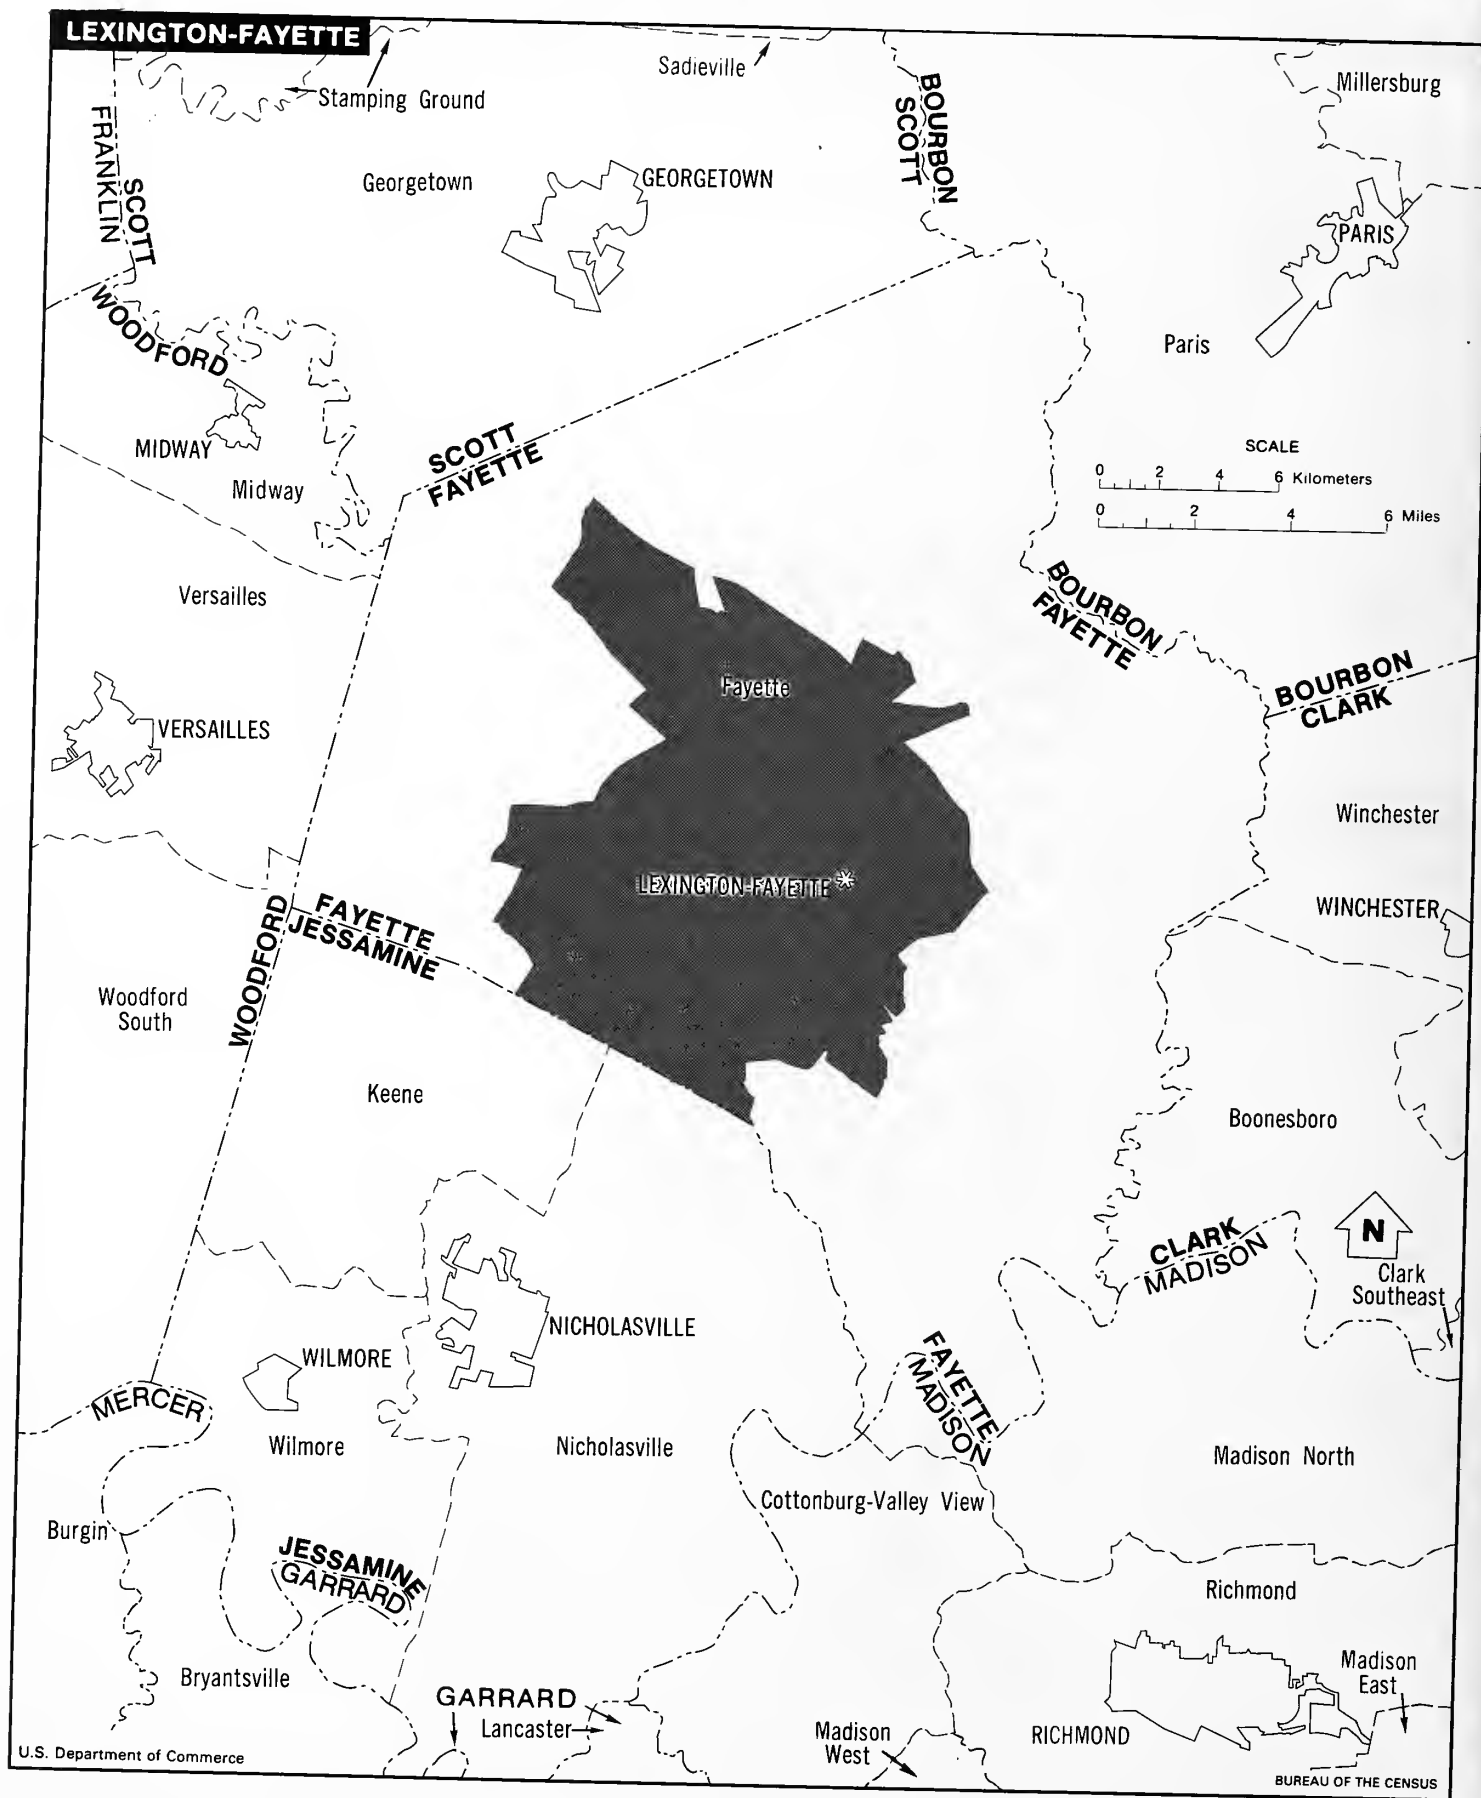 LEXINGTON-FAYETTE
Sadieville
Stamping Ground
Millersburg
BOURBON
SCOTT
FRANKLIN
SCOTT
Georgetown
GEORGETOWN
PARIS
WOODFORD
Paris
MIDWAY
Midway
SCOTT
FAYETTE
SCALE
0 2 4 6 Kilometers
0 2 4 6 Miles
Versailles
BOURBON
FAYETTE
BOURBON
CLARK
Fayette
VERSAILLES
Winchester
LEXINGTON-FAYETTE*
WINCHESTER
FAYETTE
JESSAMINE
WOODFORD
Woodford
South
Keene
Boonesboro
N
CLARK
MADISON
Clark
Southeast
NICHOLASVILLE
WILMORE
FAYETTE
MADISON
MERCER
Wilmore
Nicholasville
Madison North
Cottonburg-Valley View
Burgin
JESSAMINE
GARRARD
Richmond
Bryantsville
Madison
East
GARRARD
Lancaster
Madison
West
RICHMOND
U.S. Department of Commerce
BUREAU OF THE CENSUS